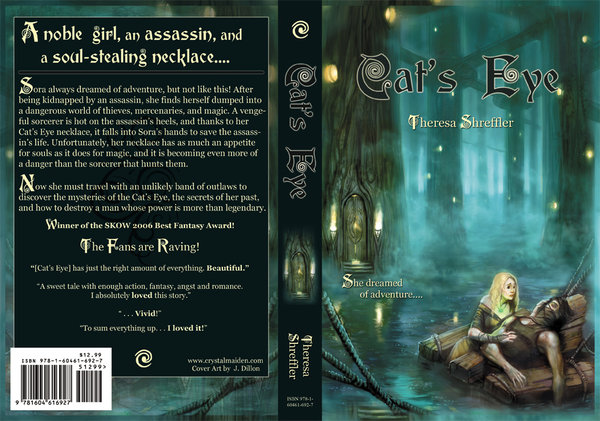 A noble girl, an assassin, and
a soul-stealing necklace....
Sora always dreamed of adventure, but not like this! After
being kidnapped by an assassin, she finds herself dumped into
a dangerous world of thieves, mercenaries, and magic. A venge-
ful sorcerer is hot on the assassin's heels, and thanks to her
Cat's Eye necklace, it falls into Sora's hands to save the assass-
in's life. Unfortunately, her necklace has as much an appetite
for souls as it does for magic, and it is becoming even more of
a danger than the sorcerer that hunts them.
Now she must travel with an unlikely band of outlaws to
discover the mysteries of the Cat's Eye, the secrets of her past,
and how to destroy a man whose power is more than legendary.
Winner of the SKOW 2006 Best Fantasy Award!
The Fans are Raving!
"[Cat's Eye] has just the right amount of everything. Beautiful."
"A sweet tale with enough action, fantasy, angst and romance.
I absolutely loved this story."
" . . . Vivid!"
"To sum everything up. . . I loved it!"
ISBN 978-1-60461-692-7
$12.99
51299>
9 781604 616927
www.crystalmaiden.com
Cover Art by J. Dillon
Cat's Eye
Theresa
Shreffler
ISBN 978-1-
60461-692-7
Cat's Eye
Theresa Shreffler
She dreamed
of adventure....